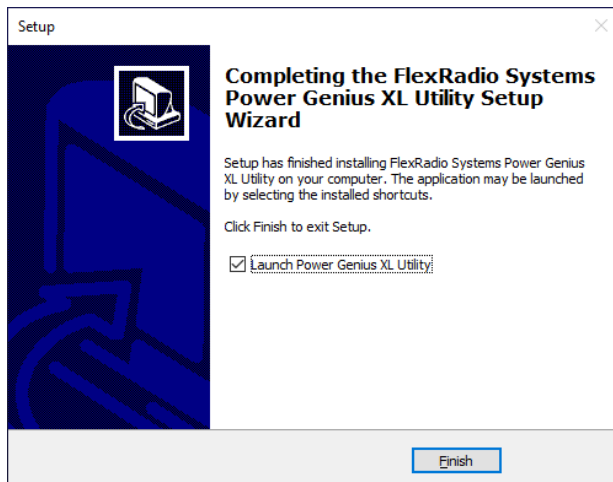 Setup
Completing the FlexRadio Systems
Power Genius XL Utility Setup
Wizard
Setup has finished installing FlexRadio Systems Power Genius
XL Utility on your computer. The application may be launched
by selecting the installed shortcuts.
Click Finish to exit Setup.
Launch Power Genius XL Utility
Finish